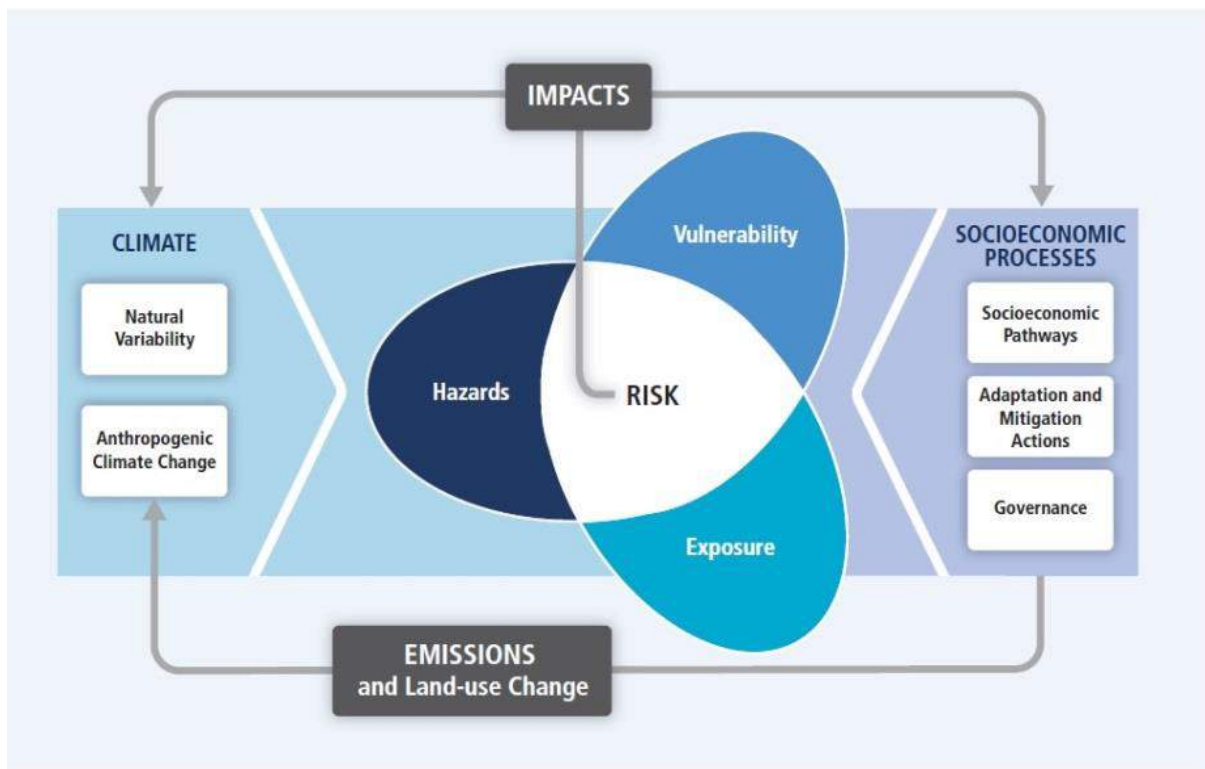 IMPACTS
CLIMATE
Natural
Variability
Anthropogenic
Climate Change
Vulnerability
Hazards
RISK
Exposure
SOCIOECONOMIC
PROCESSES
Socioeconomic
Pathways
Adaptation and
Mitigation
Actions
Governance
EMISSIONS
and Land-use Change